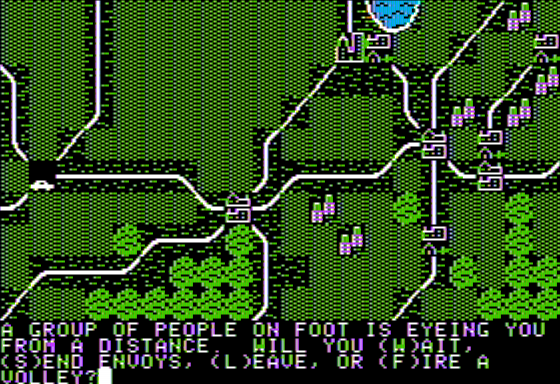 A GROUP OF PEOPLE ON FOOT IS EYEING YOU
FROM A DISTANCE.  WILL YOU (W)AIT,
(S)END ENVOYS, (L)EAVE, OR (F)IRE A
VOLLEY?